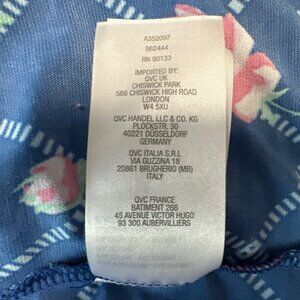 A352097
962444
RN 90133
IMPORTED BY:
QVC UK
CHISWICK PARK
566 CHISWICK HIGH ROAD
LONDON
W4 5XU
QVC HANDEL LLC & CO. KG
PLOCKSTR. 30
40221 DUSSELDORF
GERMANY
QVC ITALIA S.R.L
VIA GUZZINA 18
20861 BRUGHERIO (MB)
ITALY
QVC FRANCE
BATIMENT 266
45 AVENUE VICTOR HUGO
93 300 AUBERVILLIERS